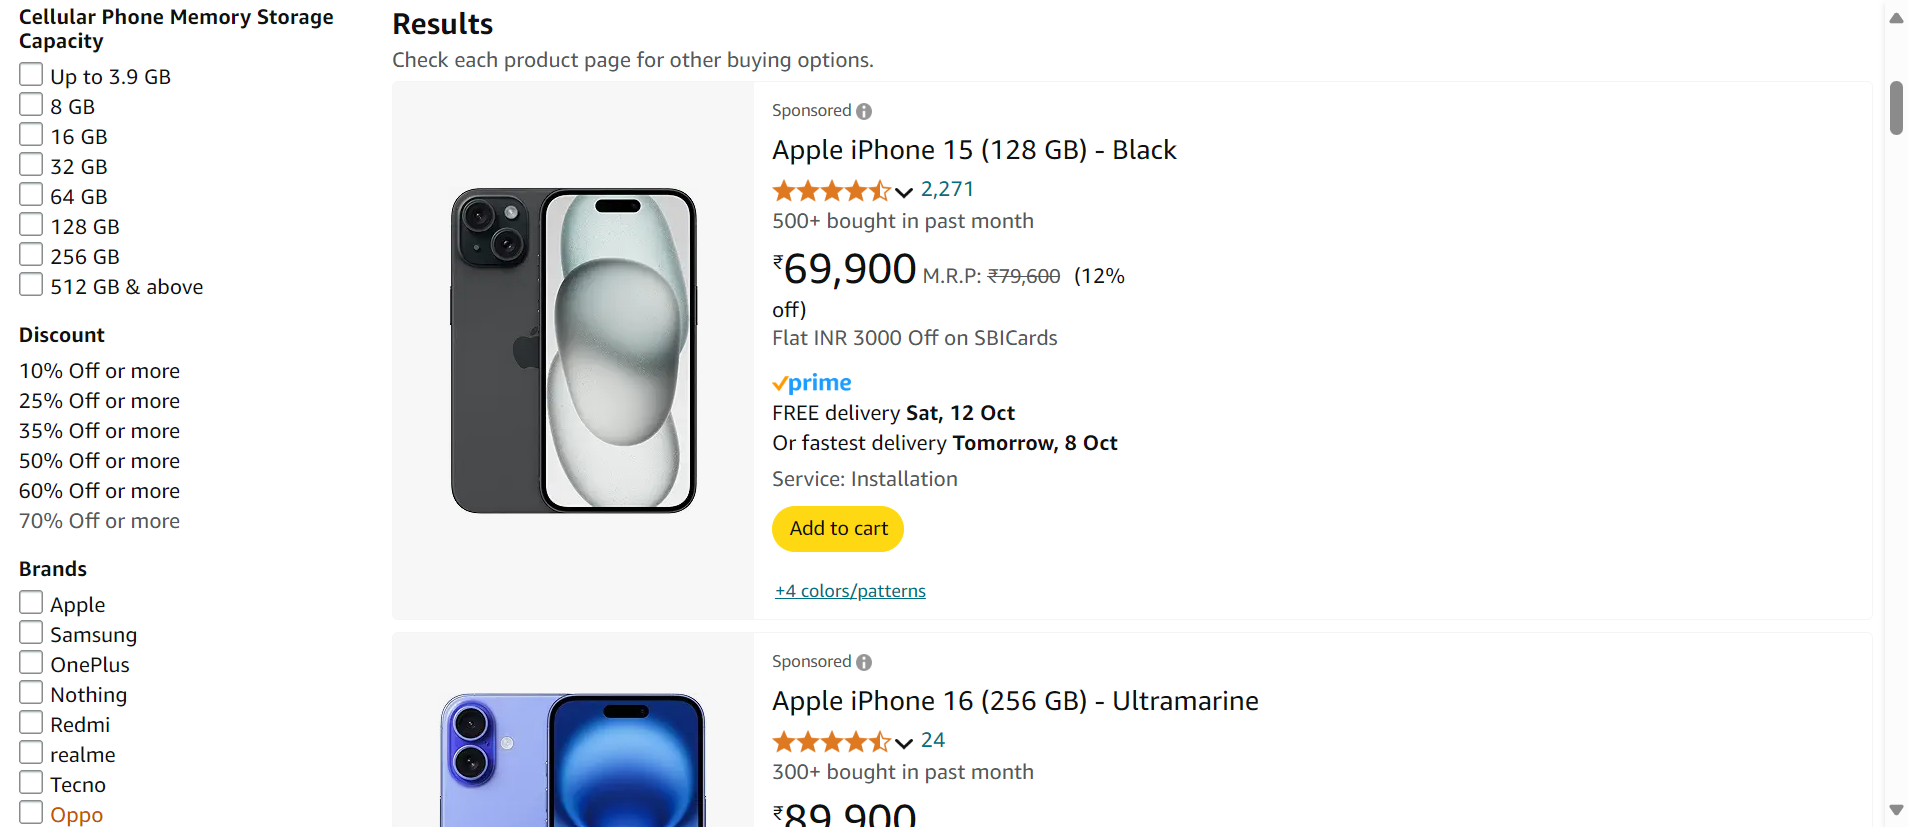 Cellular Phone Memory Storage
Capacity
Up to 3.9 GB
8 GB
16 GB
32 GB
64 GB
128 GB
256 GB
512 GB & above
Discount
10% Off or more
25% Off or more
35% Off or more
50% Off or more
60% Off or more
70% Off or more
Brands
Apple
Samsung
OnePlus
Nothing
Redmi
realme
Tecno
Oppo
Results
Check each product page for other buying options.
Sponsored
Apple iPhone 15 (128 GB) - Black
2,271
500+ bought in past month
₹69,900 M.R.P: ₹79,600 (12%
off)
Flat INR 3000 Off on SBICards
prime
FREE delivery Sat, 12 Oct
Or fastest delivery Tomorrow, 8 Oct
Service: Installation
Add to cart
+4 colors/patterns
Sponsored
Apple iPhone 16 (256 GB) - Ultramarine
24
300+ bought in past month
₹89,900